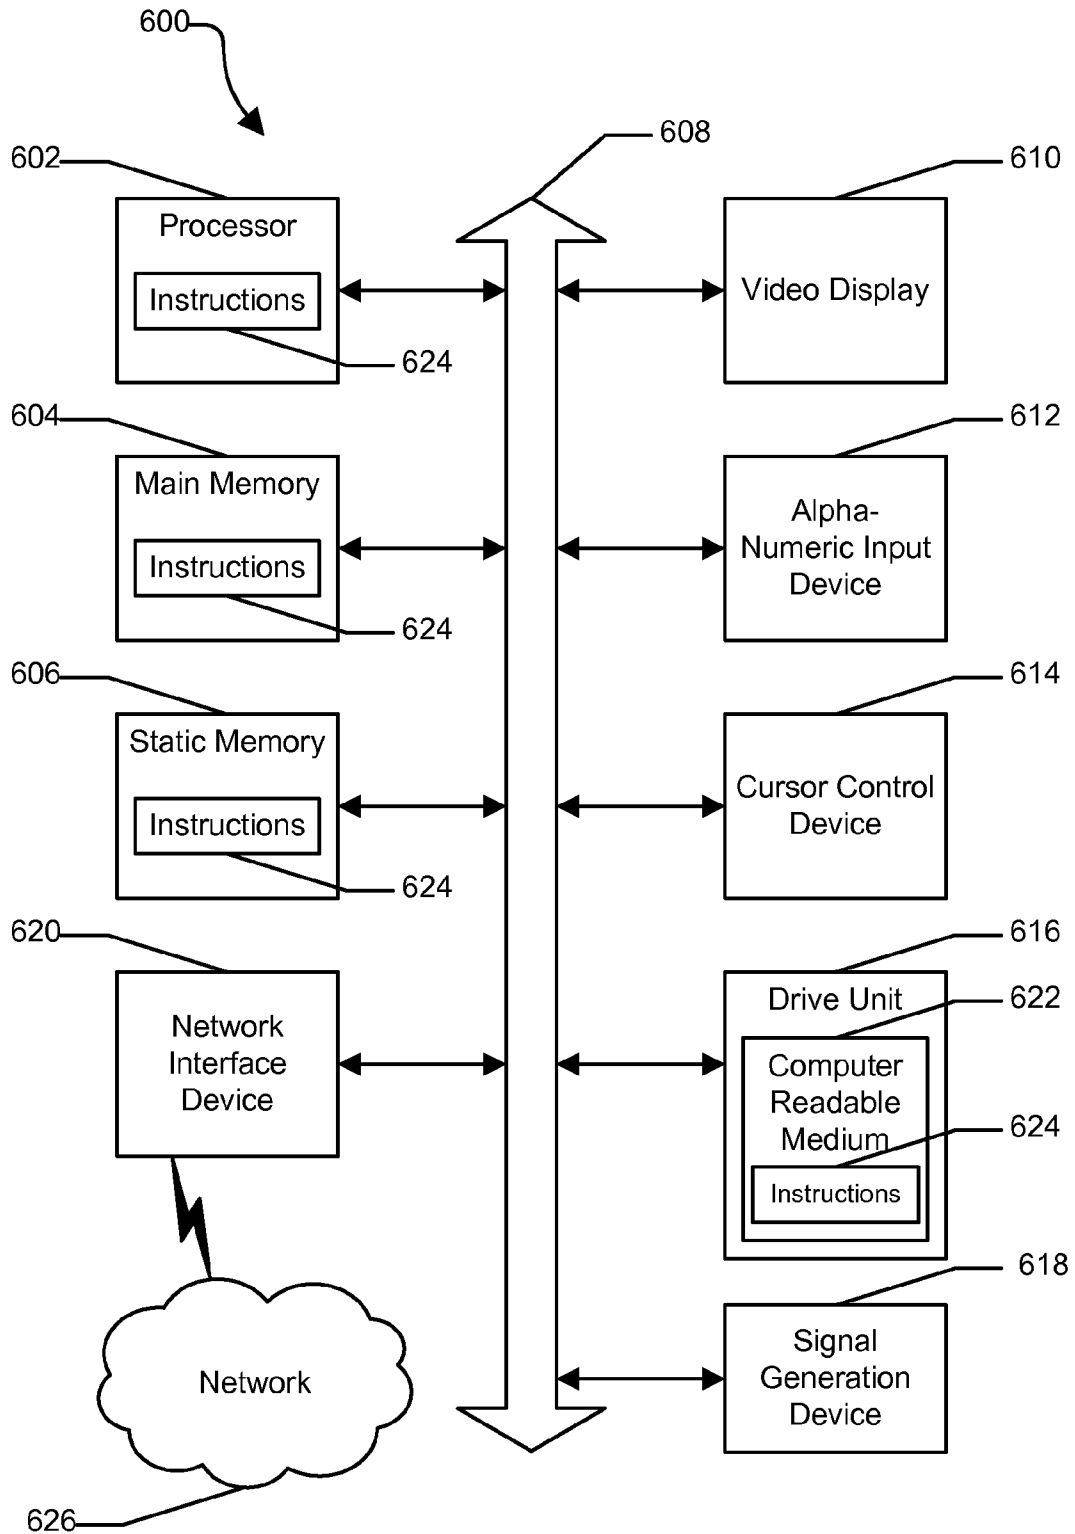 600
608
602
610
Processor
Instructions
624
Video Display
604
612
Main Memory
Instructions
624
Alpha-
Numeric Input
Device
606
614
Static Memory
Instructions
624
Cursor Control
Device
620
616
Network
Interface
Device
Drive Unit
622
Computer
Readable
Medium
624
Instructions
618
Signal
Generation
Device
Network
626